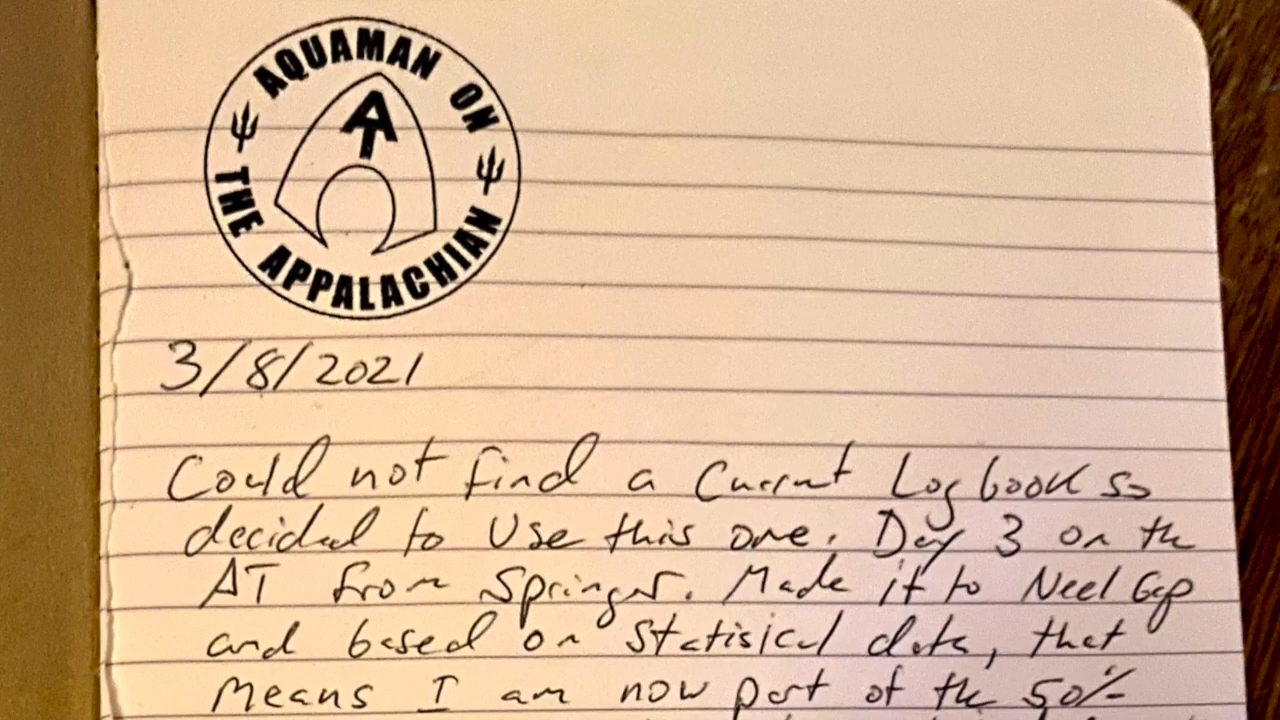 AQUAMAN ON
THE APPALACHIAN
AT
3/8/2021
Could not find a Current Logbook so
decided to Use this one. Day 3 on the
AT from Springer. Made it to Neel Gap
and based on Statisical data, that
means I am now part of the 50%